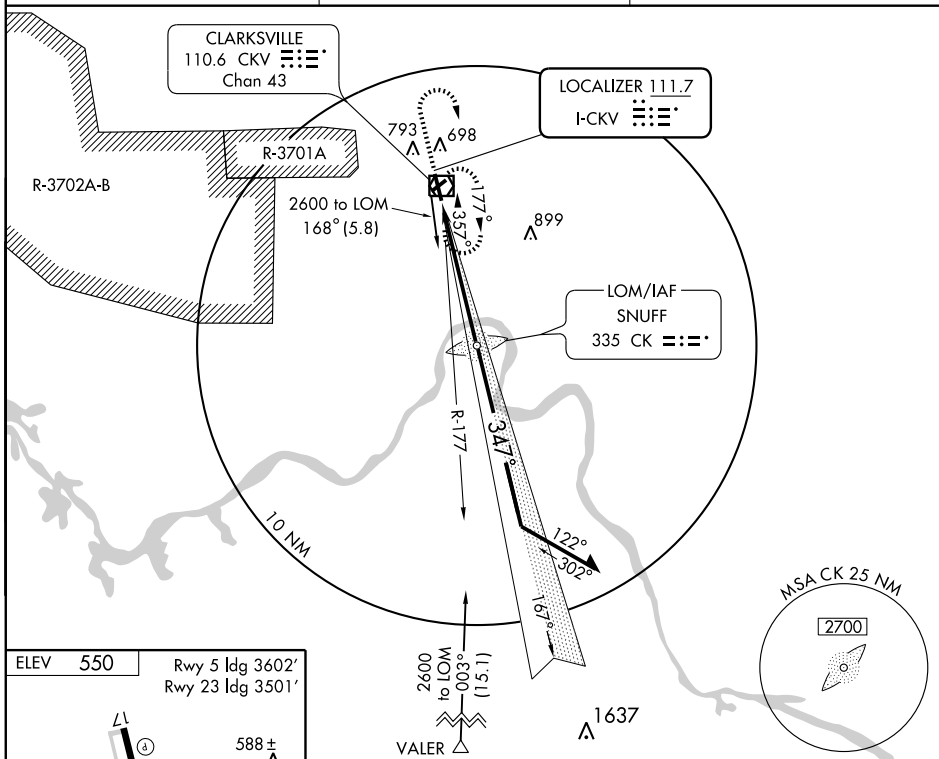 CLARKSVILLE
110.6 CKV
Chan 43
LOCALIZER 111.7
I-CKV
R-3701A
R-3702A-B
793
698
2600 to LOM
168° (5.8)
177°
357°
899
LOM/IAF
SNUFF
335 CK
R-177
347°
10 NM
122°
302°
167°
MSA CK 25 NM
2700
2600
to LOM
003°
(15.1)
VALER
1637
ELEV 550
Rwy 5 ldg 3602'
Rwy 23 ldg 3501'
17
P
588 ±